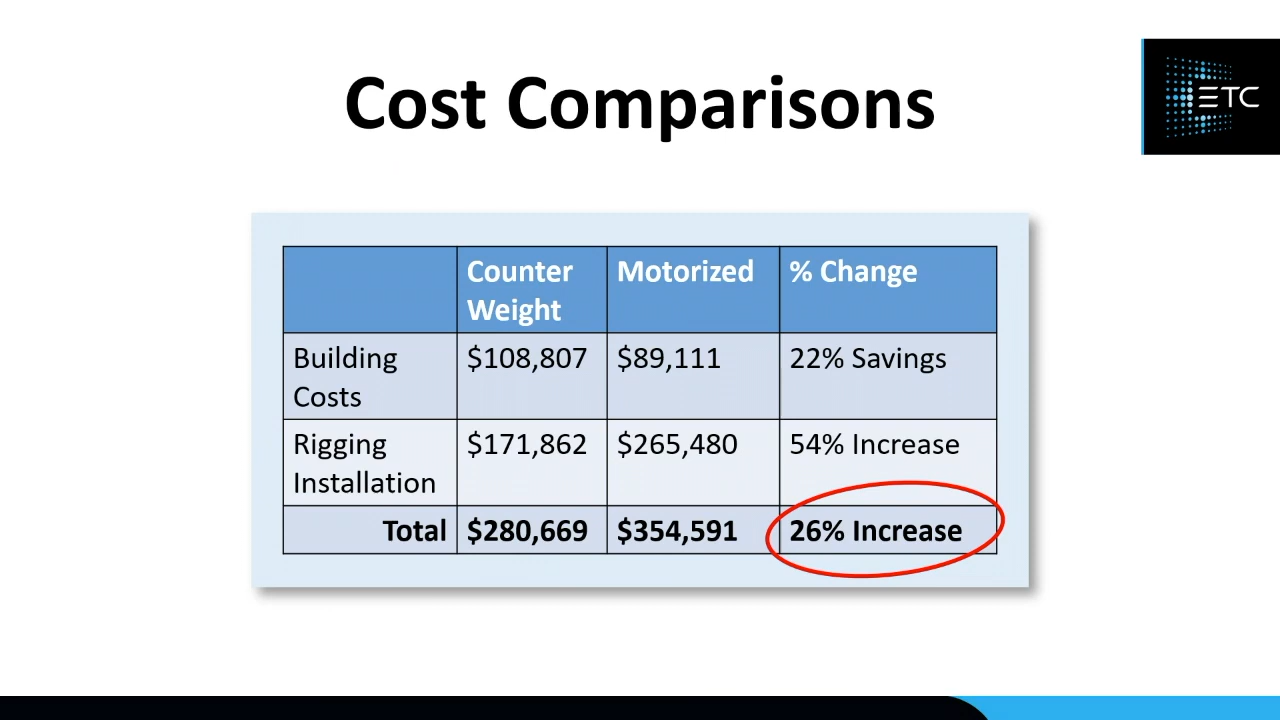 Cost Comparisons
ETC
Counter Weight | Motorized | % Change
Building Costs | $108,807 | $89,111 | 22% Savings
Rigging Installation | $171,862 | $265,480 | 54% Increase
Total | $280,669 | $354,591 | 26% Increase